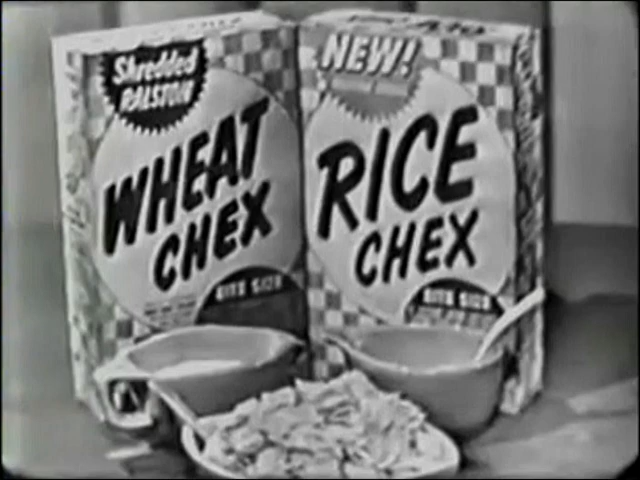 Shredded
RALSTON
WHEAT
CHEX
BITE SIZE
NEW!
RICE
CHEX
BITE SIZE